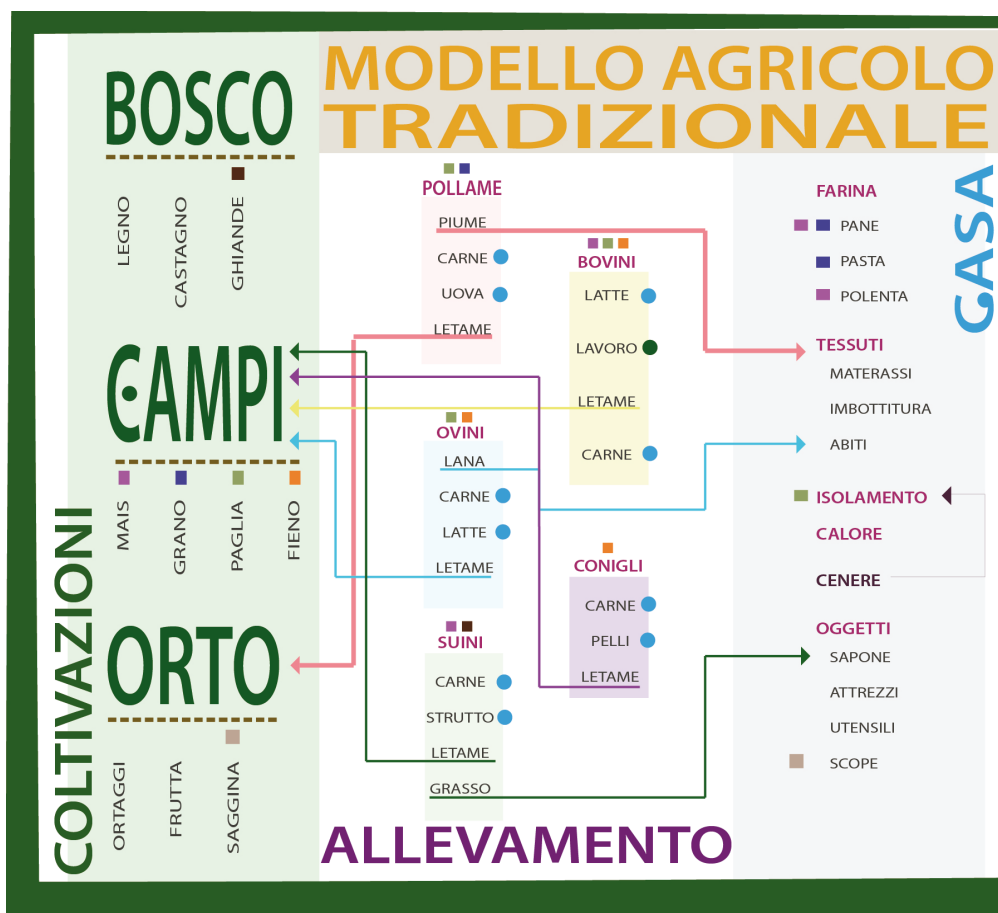 MODELLO AGRICOLO
TRADIZIONALE
COLTIVAZIONI
BOSCO
LEGNO
CASTAGNO
GHIANDE
CAMPI
MAIS
GRANO
PAGLIA
FIENO
ORTO
ORTAGGI
FRUTTA
SAGGINA
ALLEVAMENTO
POLLAME
PIUME
CARNE
UOVA
LETAME
BOVINI
LATTE
LAVORO
LETAME
CARNE
OVINI
LANA
CARNE
LATTE
LETAME
CONIGLI
CARNE
PELLI
LETAME
SUINI
CARNE
STRUTTO
LETAME
GRASSO
CASA
FARINA
PANE
PASTA
POLENTA
TESSUTI
MATERASSI
IMBOTTITURA
ABITI
ISOLAMENTO
CALORE
CENERE
OGGETTI
SAPONE
ATTREZZI
UTENSILI
SCOPE